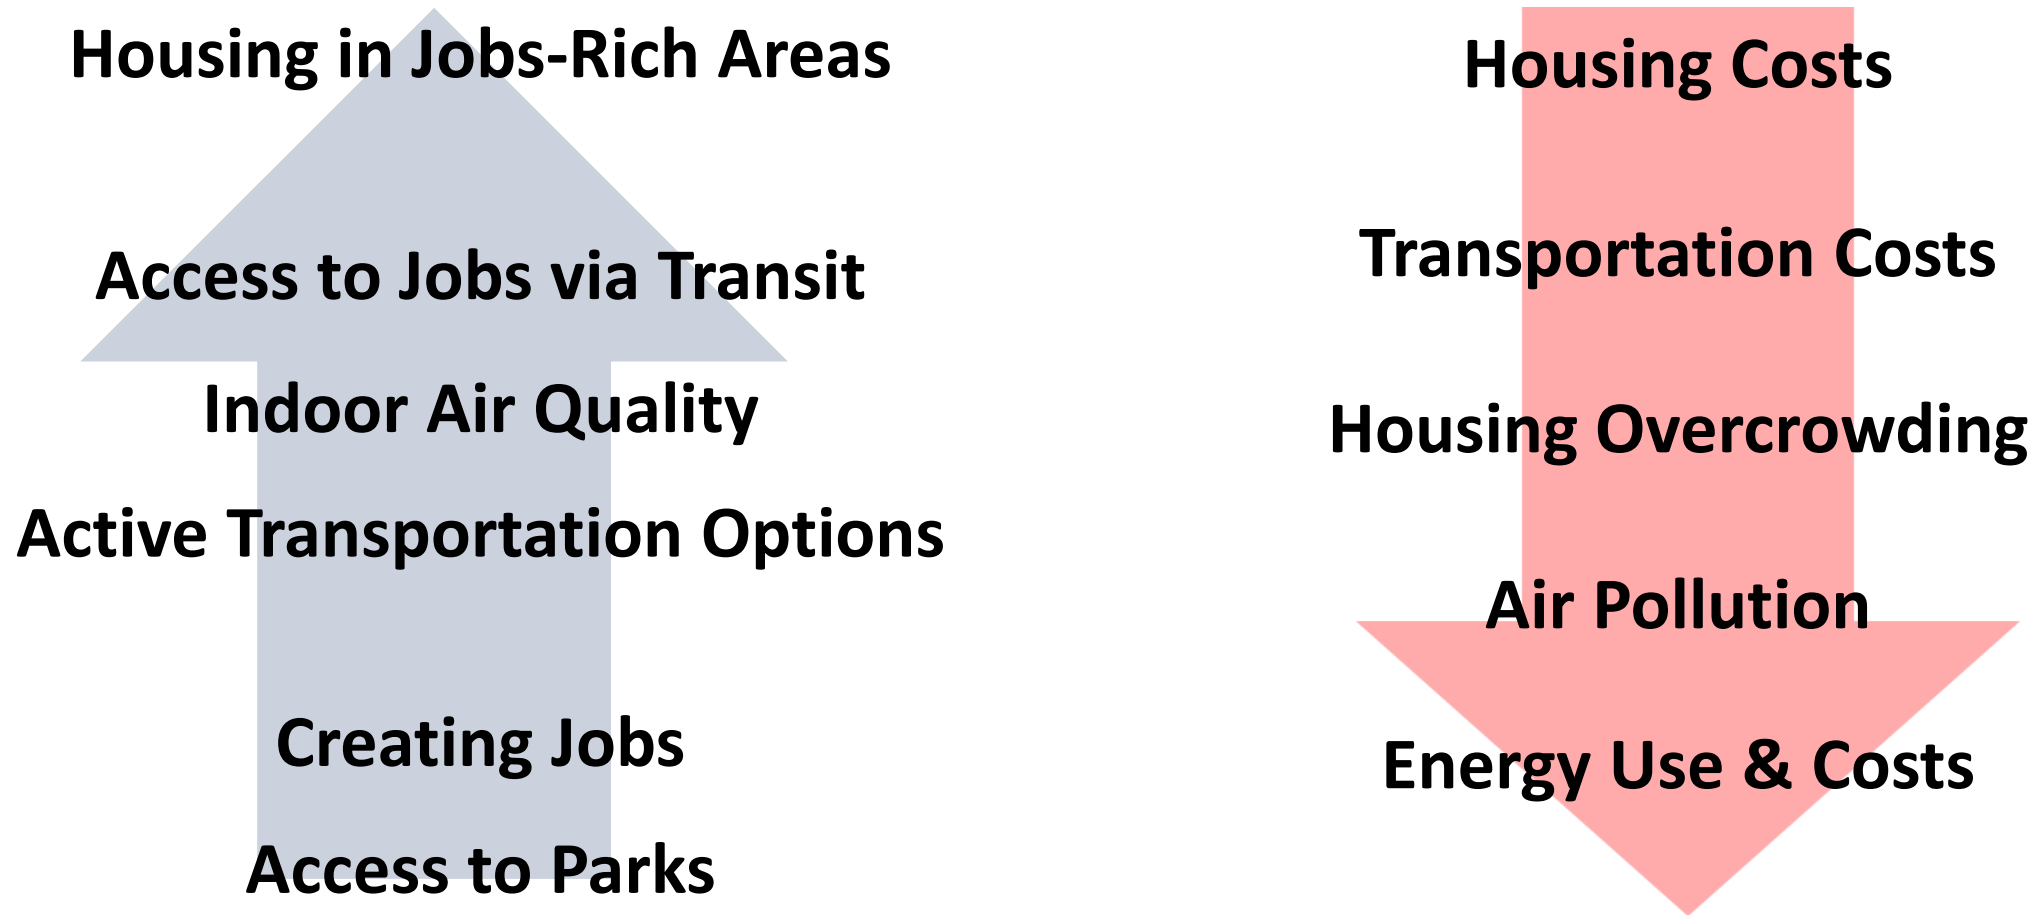 Housing in Jobs-Rich Areas
Access to Jobs via Transit
Indoor Air Quality
Active Transportation Options
Creating Jobs
Access to Parks
Housing Costs
Transportation Costs
Housing Overcrowding
Air Pollution
Energy Use & Costs